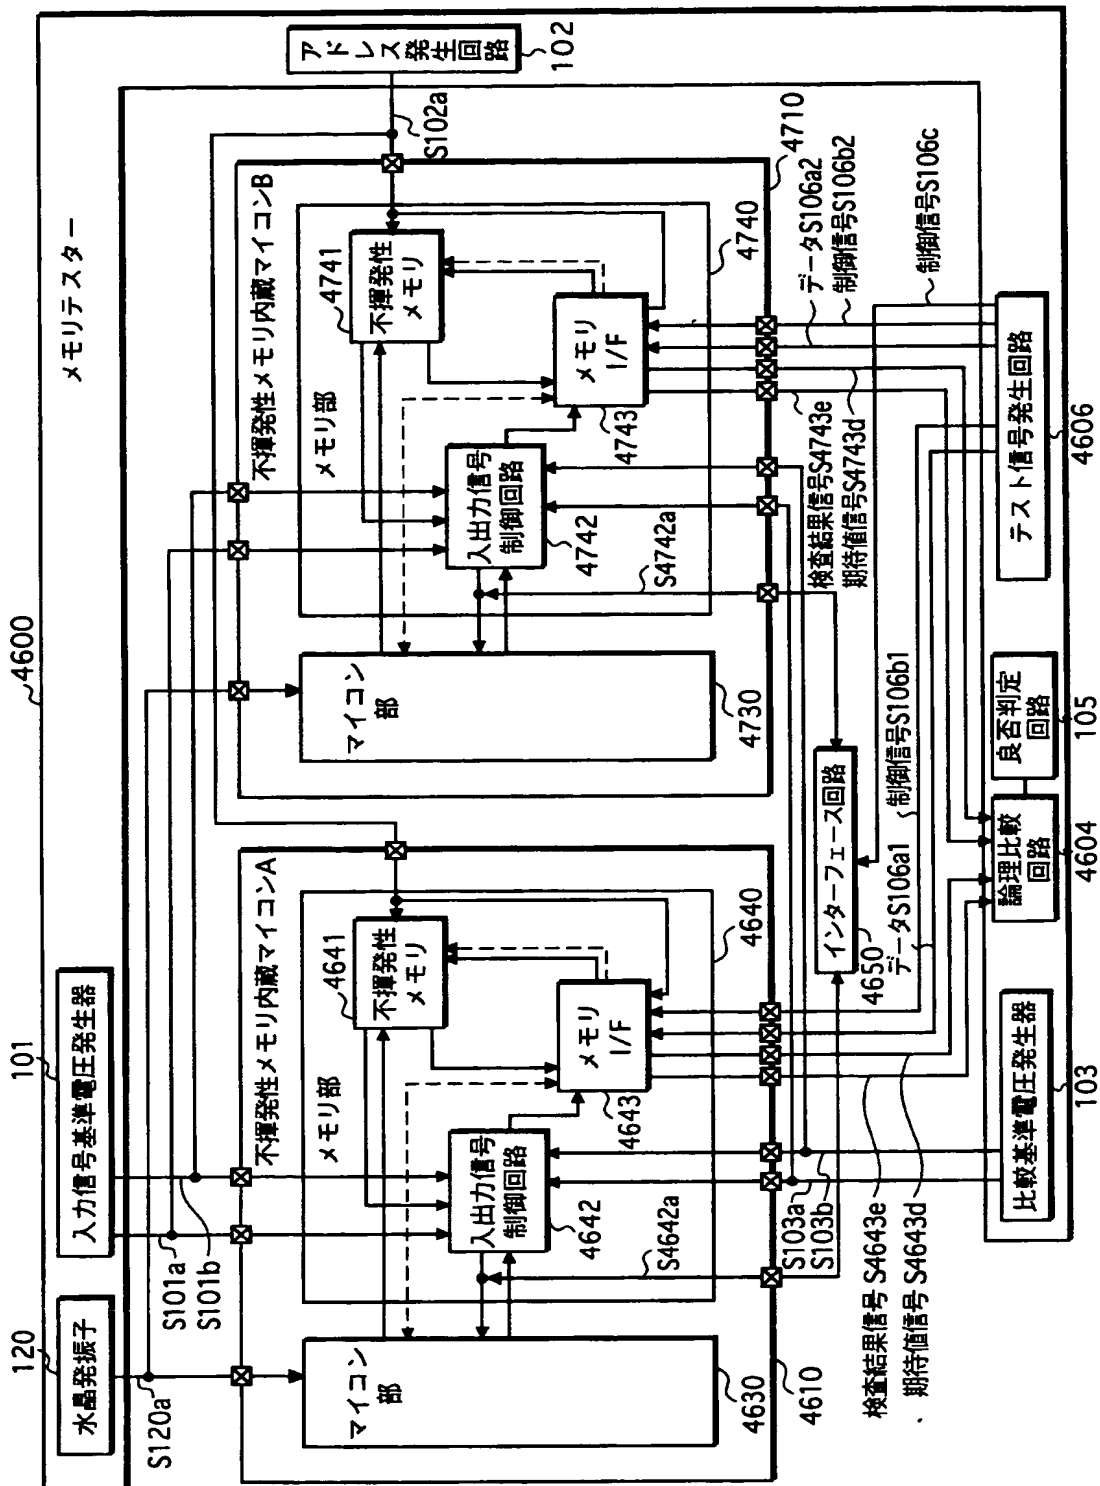 4600
メモリテスター
120
水晶発振子
S120a
101
入力信号基準電圧発生器
S101a
S101b
アドレス発生回路
102
S102a
不揮発性メモリ内蔵マイコンA
メモリ部
4641
不揮発性
メモリ
入出力信号
制御回路
4642
メモリ
I/F
4643
S4642a
4640
マイコン
部
4630
4610
不揮発性メモリ内蔵マイコンB
メモリ部
4741
不揮発性
メモリ
入出力信号
制御回路
4742
メモリ
I/F
4743
S4742a
4740
マイコン
部
4730
4710
検査結果信号S4743e
期待値信号S4743d
データS106a2
制御信号S106b2
制御信号S106c
インターフェース回路
4650
データS106a1
制御信号S106b1
S103a
S103b
検査結果信号S4643e
期待値信号S4643d
比較基準電圧発生器
103
論理比較
回路
4604
良否判定
回路
105
テスト信号発生回路
4606